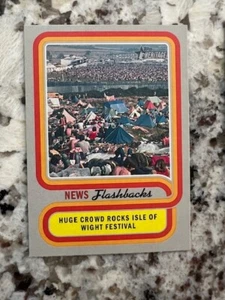 NEWS Flashbacks
HUGE CROWD ROCKS ISLE OF
WIGHT FESTIVAL